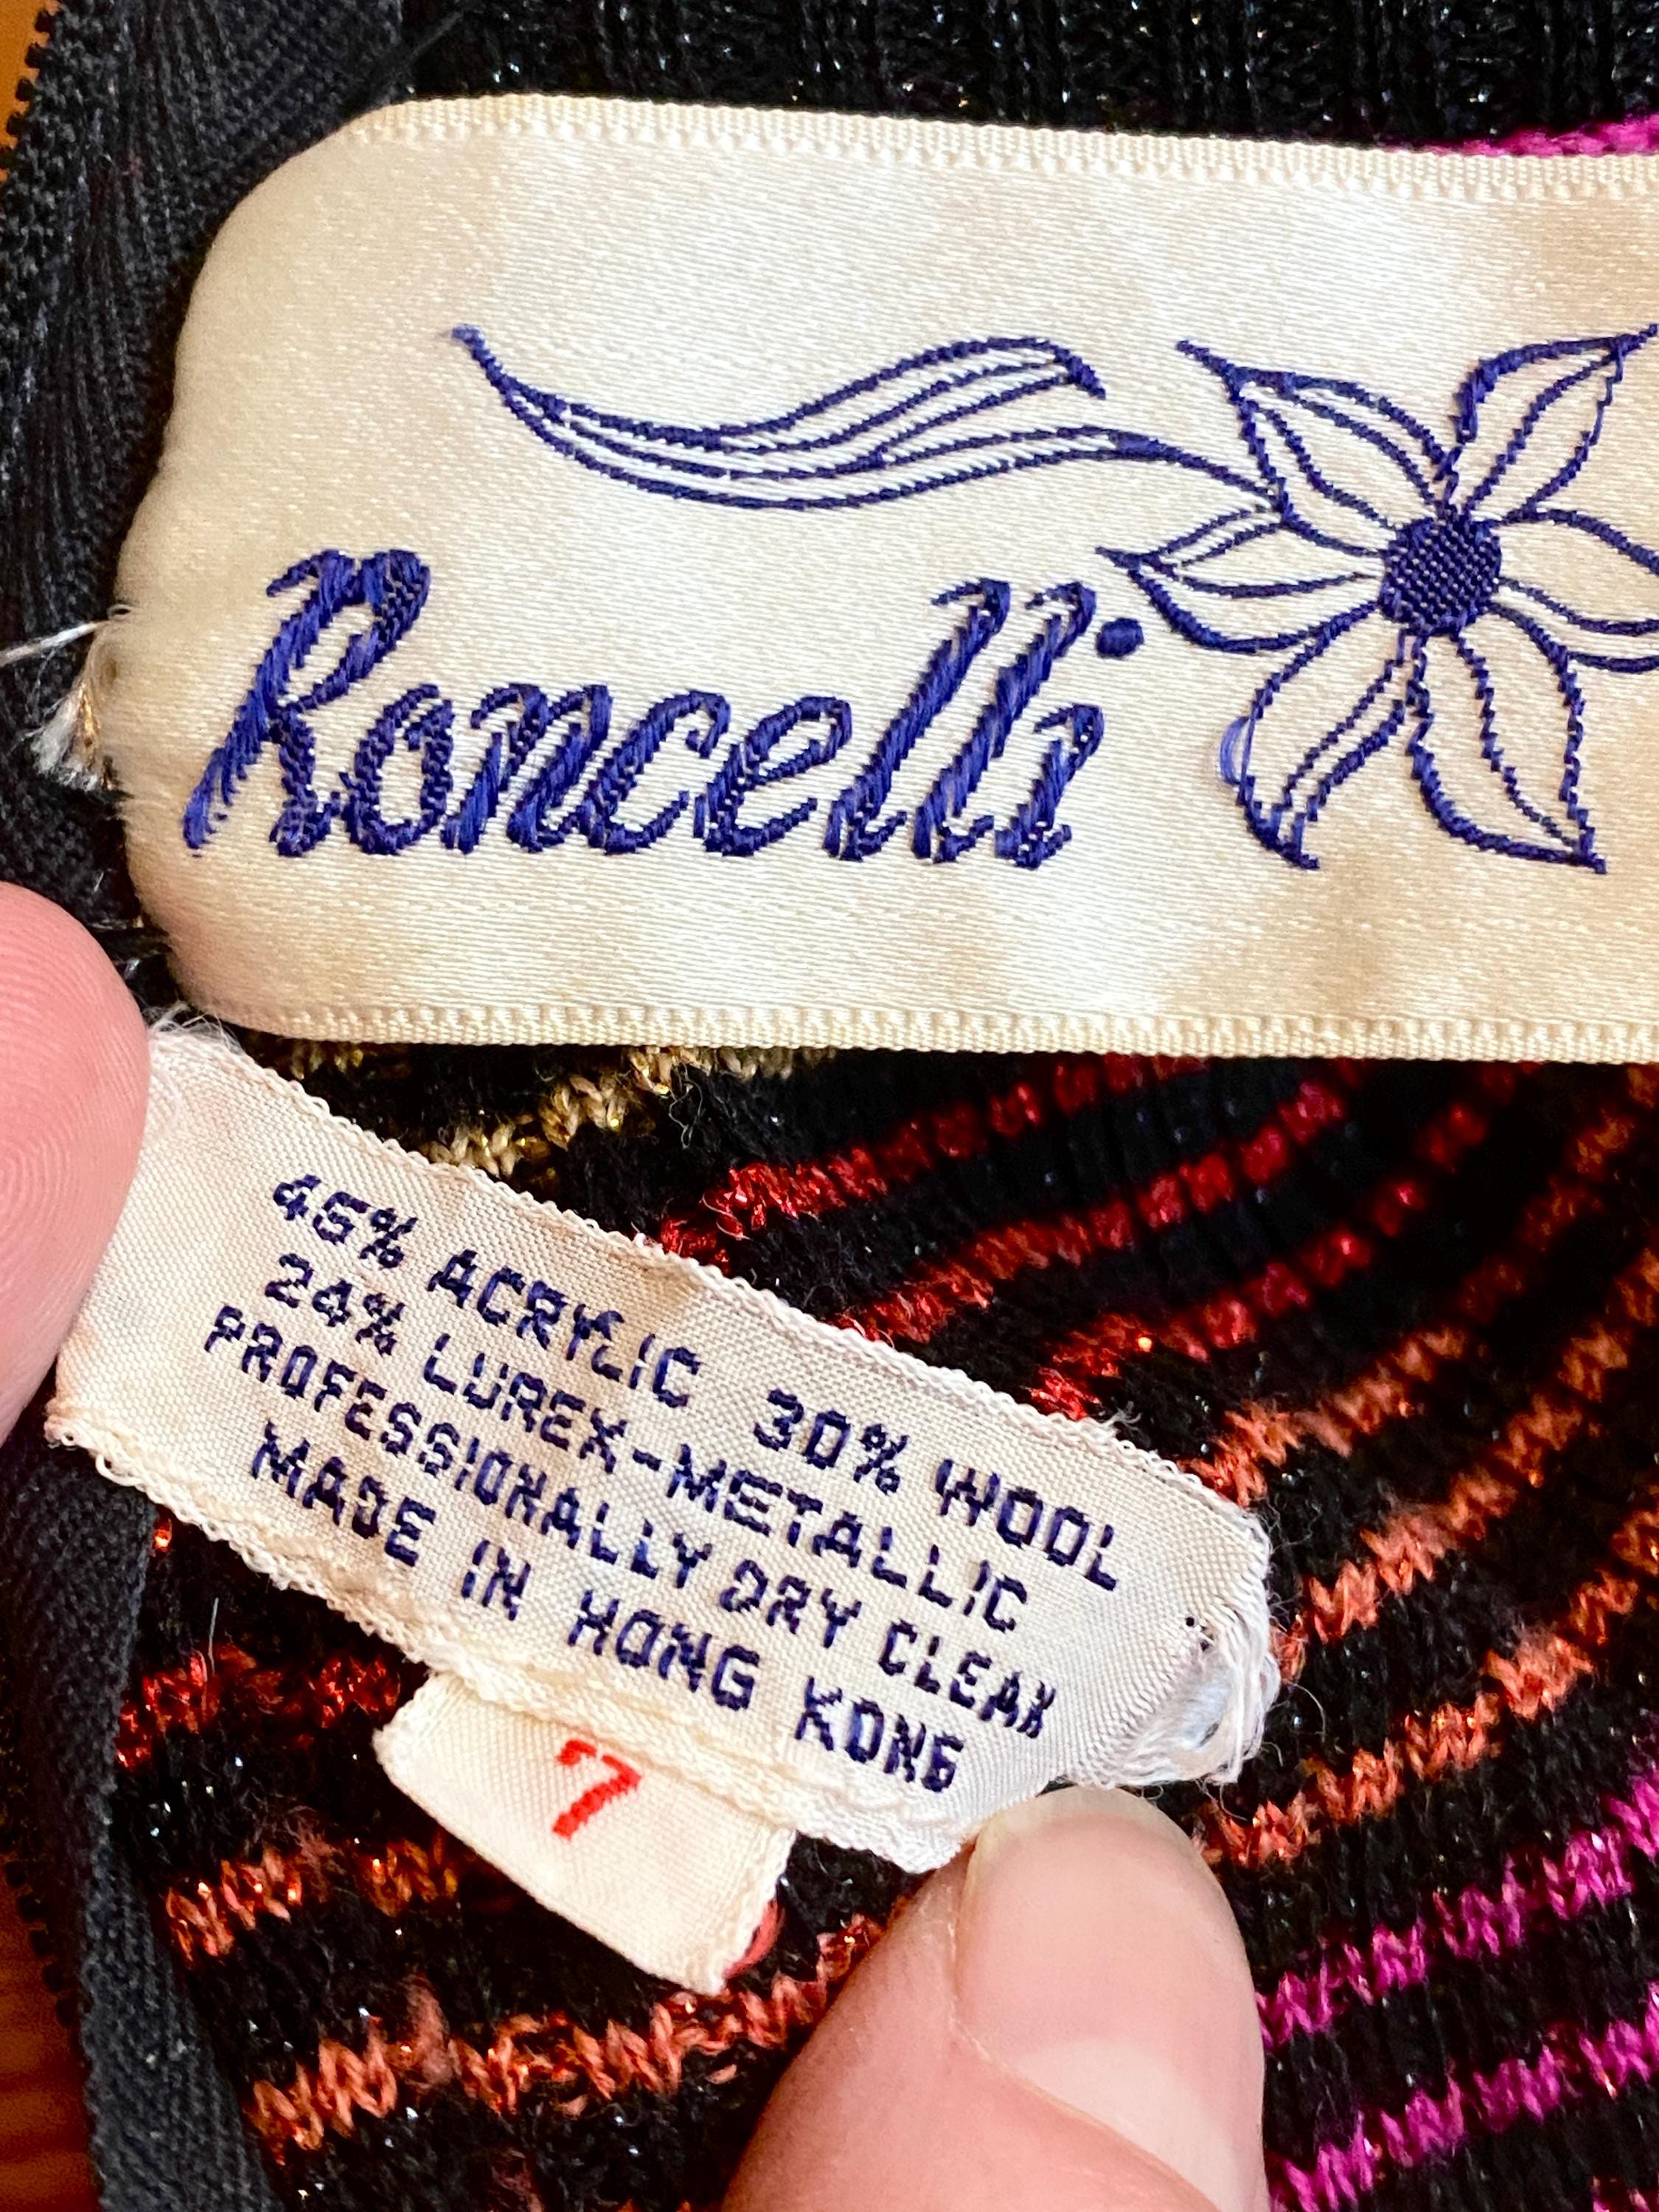 Roncelli
45% ACRYLIC 30% WOOL
24% LUREX-METALLIC
PROFESSIONALLY DRY CLEAN
MADE IN HONG KONG
7